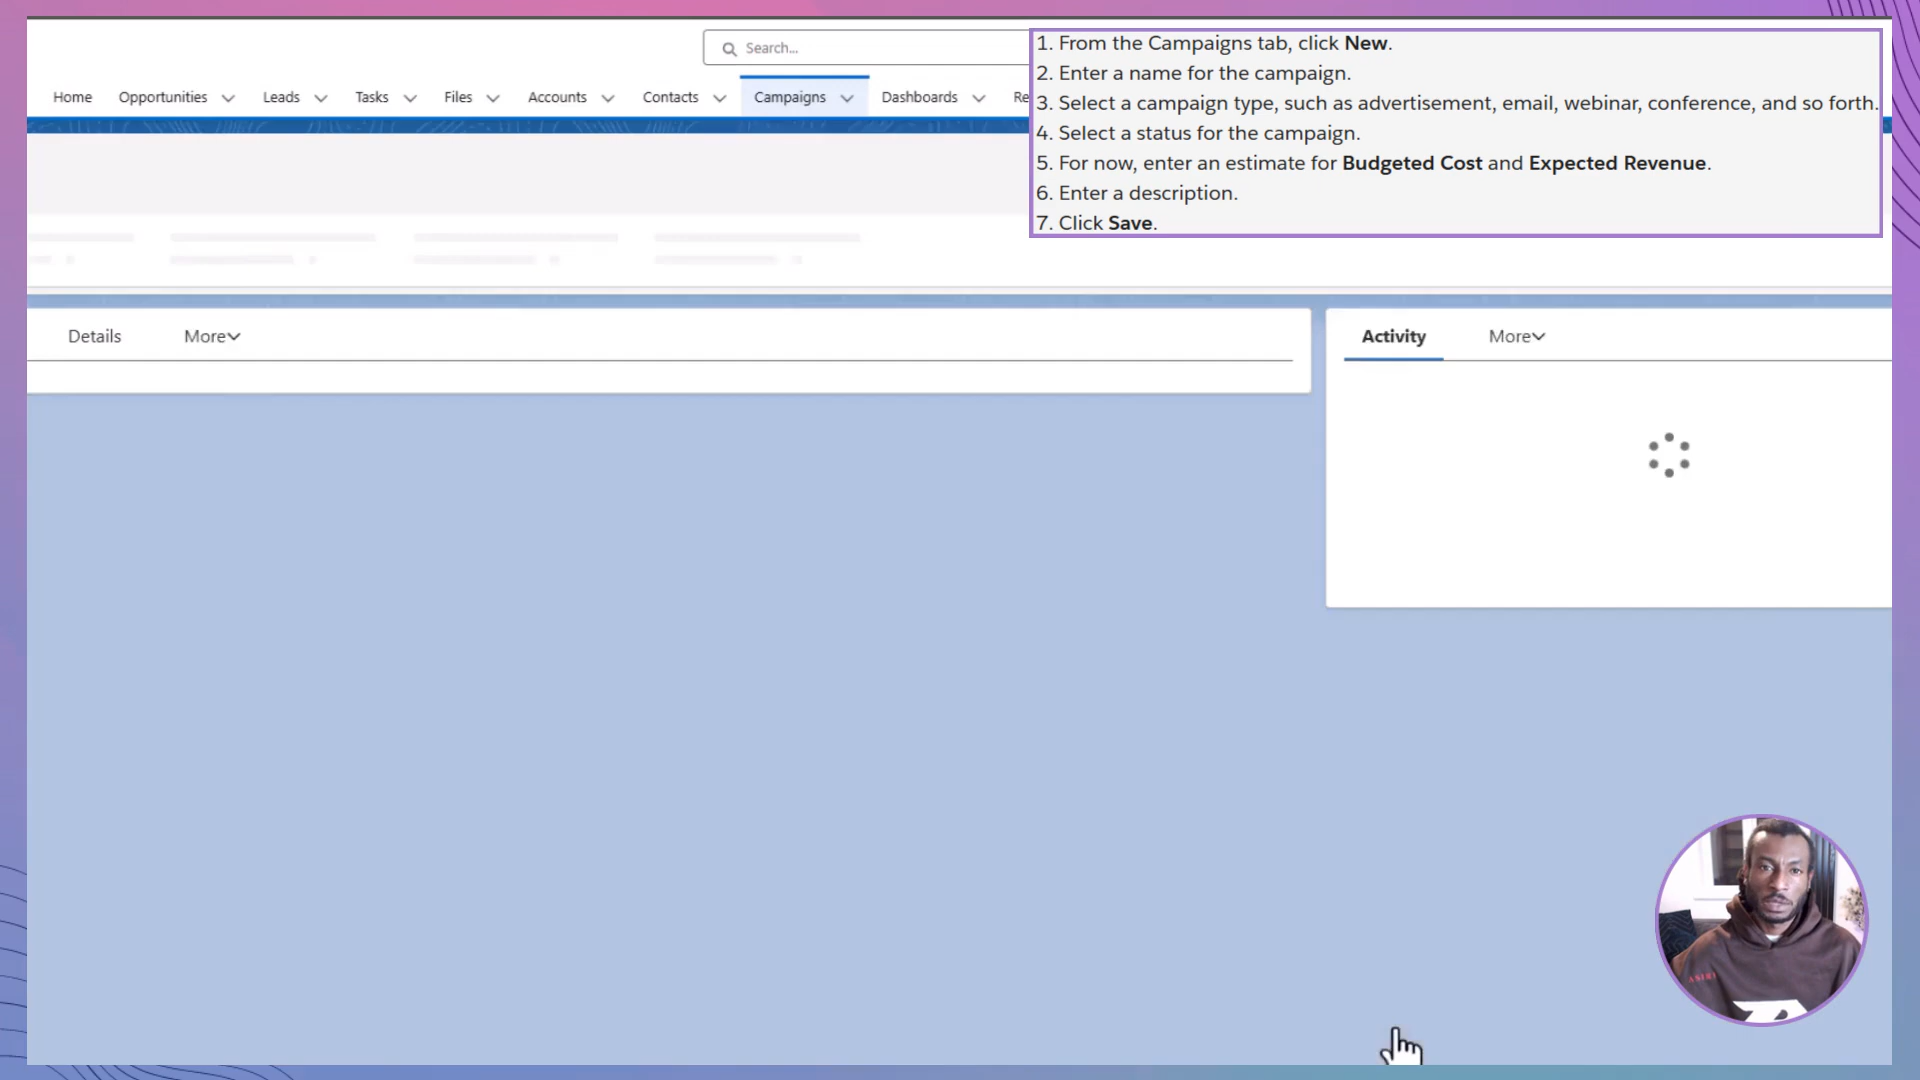 Search...
Home Opportunities Leads Tasks Files Accounts Contacts Campaigns Dashboards Re
1. From the Campaigns tab, click New.
2. Enter a name for the campaign.
3. Select a campaign type, such as advertisement, email, webinar, conference, and so forth.
4. Select a status for the campaign.
5. For now, enter an estimate for Budgeted Cost and Expected Revenue.
6. Enter a description.
7. Click Save.
Details More
Activity More